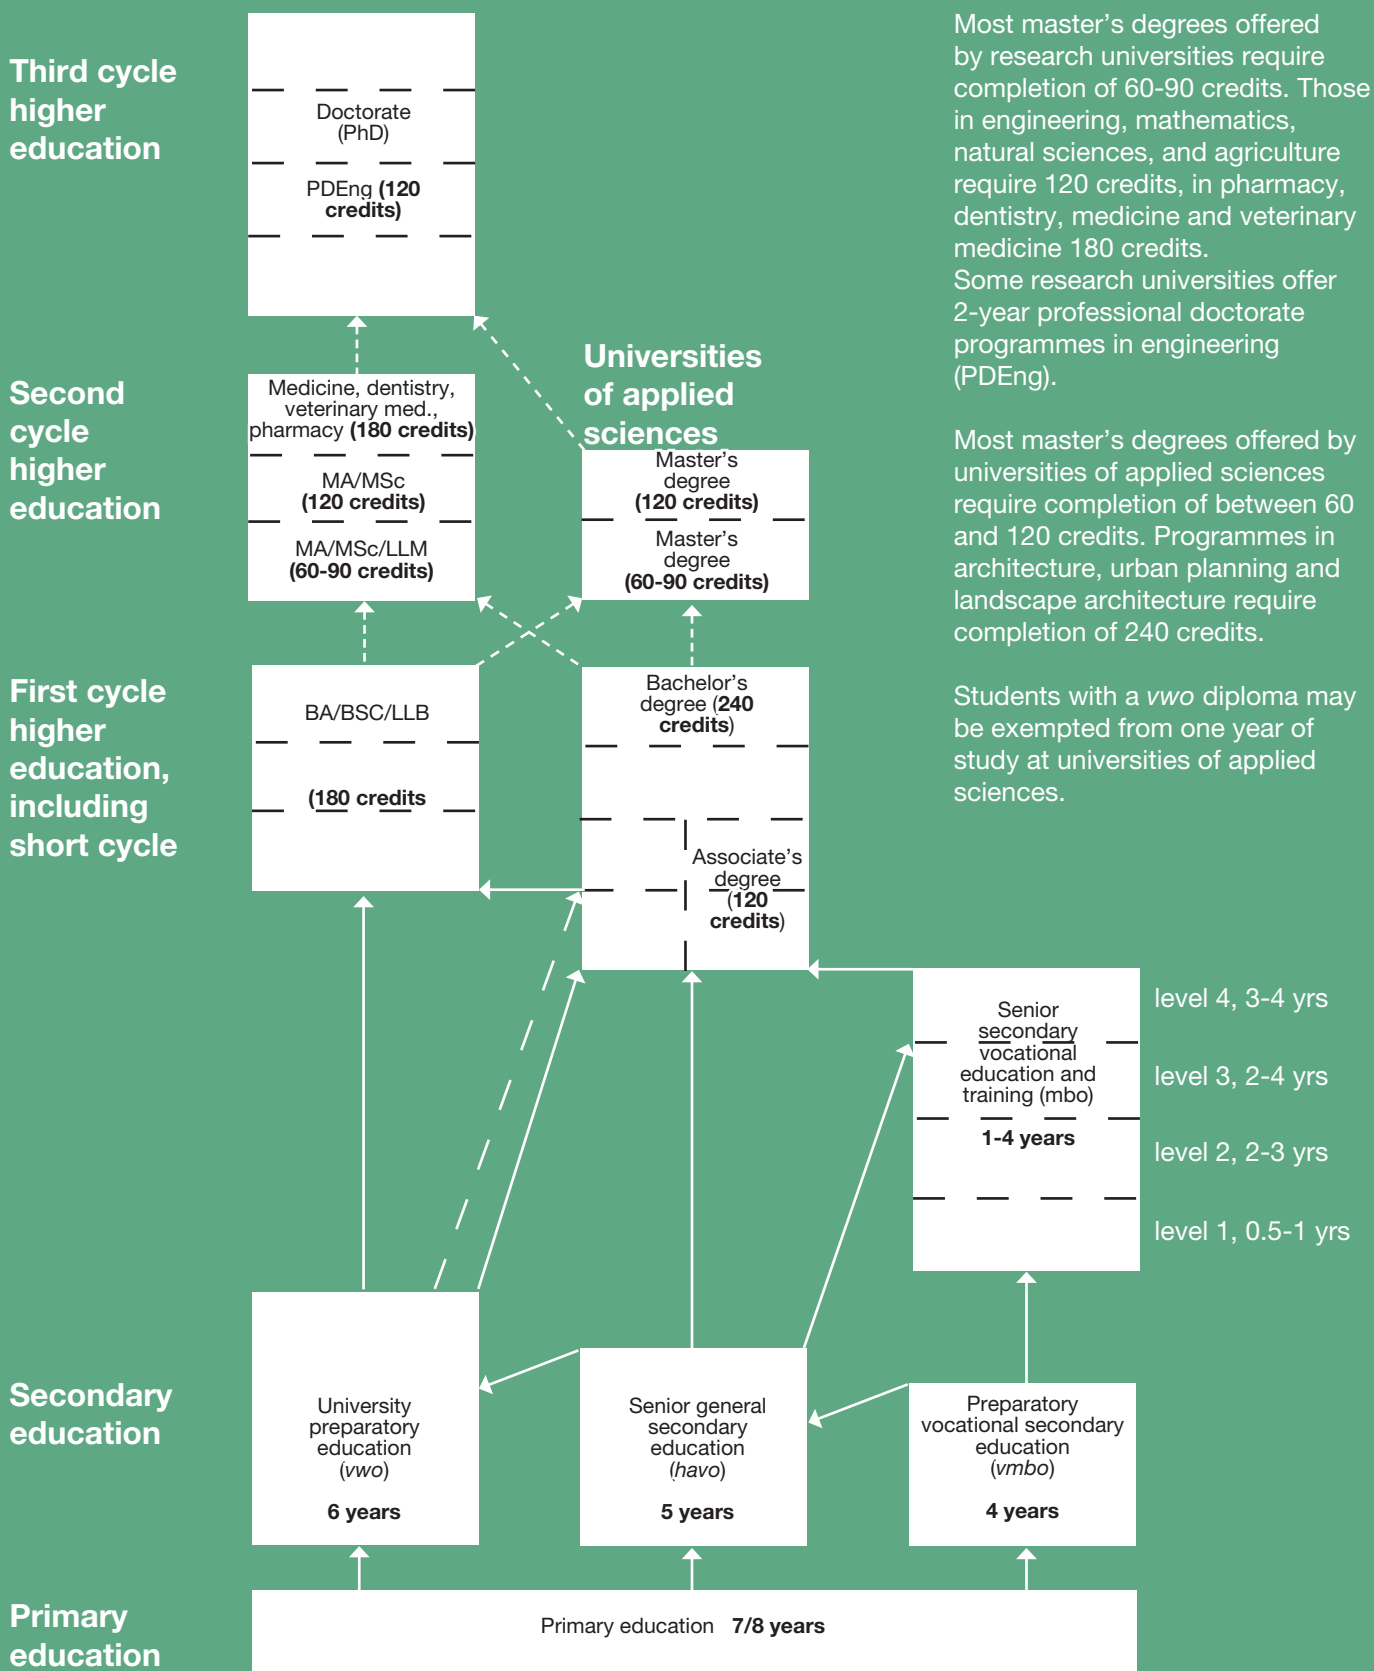 Third cycle
higher
education
Doctorate
(PhD)
PDEng (120
credits)
Most master's degrees offered
by research universities require
completion of 60-90 credits. Those
in engineering, mathematics,
natural sciences, and agriculture
require 120 credits, in pharmacy,
dentistry, medicine and veterinary
medicine 180 credits.
Some research universities offer
2-year professional doctorate
programmes in engineering
(PDEng).
Second
cycle
higher
education
Medicine, dentistry,
veterinary med.,
pharmacy (180 credits)
MA/MSc
(120 credits)
MA/MSc/LLM
(60-90 credits)
Universities
of applied
sciences
Master's
degree
(120 credits)
Master's
degree
(60-90 credits)
Most master's degrees offered by
universities of applied sciences
require completion of between 60
and 120 credits. Programmes in
architecture, urban planning and
landscape architecture require
completion of 240 credits.
First cycle
higher
education,
including
short cycle
BA/BSC/LLB
(180 credits
Bachelor's
degree (240
credits)
Associate's
degree
(120
credits)
Students with a vwo diploma may
be exempted from one year of
study at universities of applied
sciences.
Senior
secondary
vocational
education and
training (mbo)
1-4 years
level 4, 3-4 yrs
level 3, 2-4 yrs
level 2, 2-3 yrs
level 1, 0.5-1 yrs
Secondary
education
University
preparatory
education
(vwo)
6 years
Senior general
secondary
education
(havo)
5 years
Preparatory
vocational secondary
education
(vmbo)
4 years
Primary
education
Primary education 7/8 years